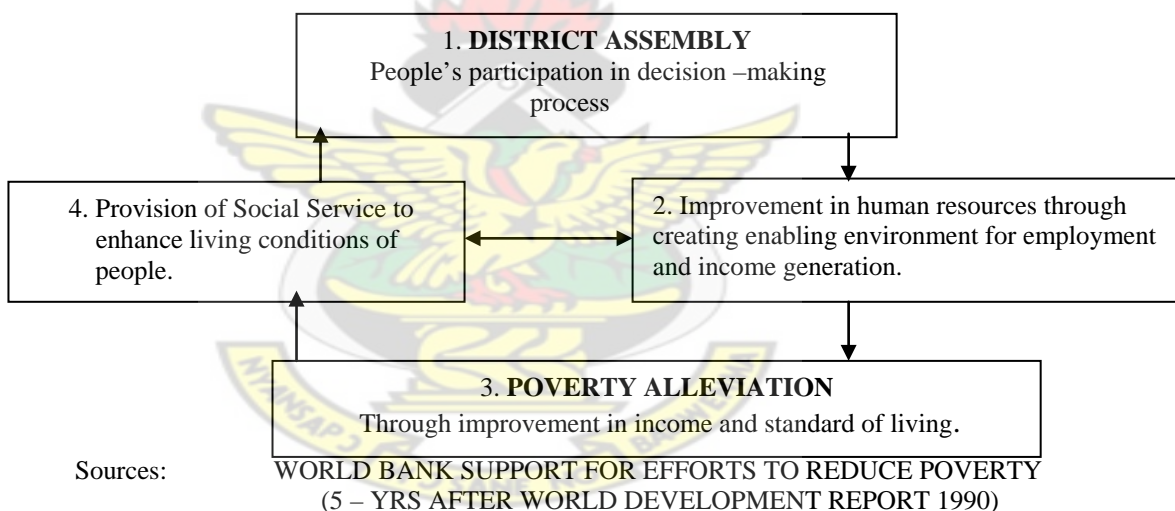 1. DISTRICT ASSEMBLY
People’s participation in decision –making
process
4. Provision of Social Service to
enhance living conditions of
people.
2. Improvement in human resources through
creating enabling environment for employment
and income generation.
3. POVERTY ALLEVIATION
Through improvement in income and standard of living.
Sources: WORLD BANK SUPPORT FOR EFFORTS TO REDUCE POVERTY
(5 – YRS AFTER WORLD DEVELOPMENT REPORT 1990)